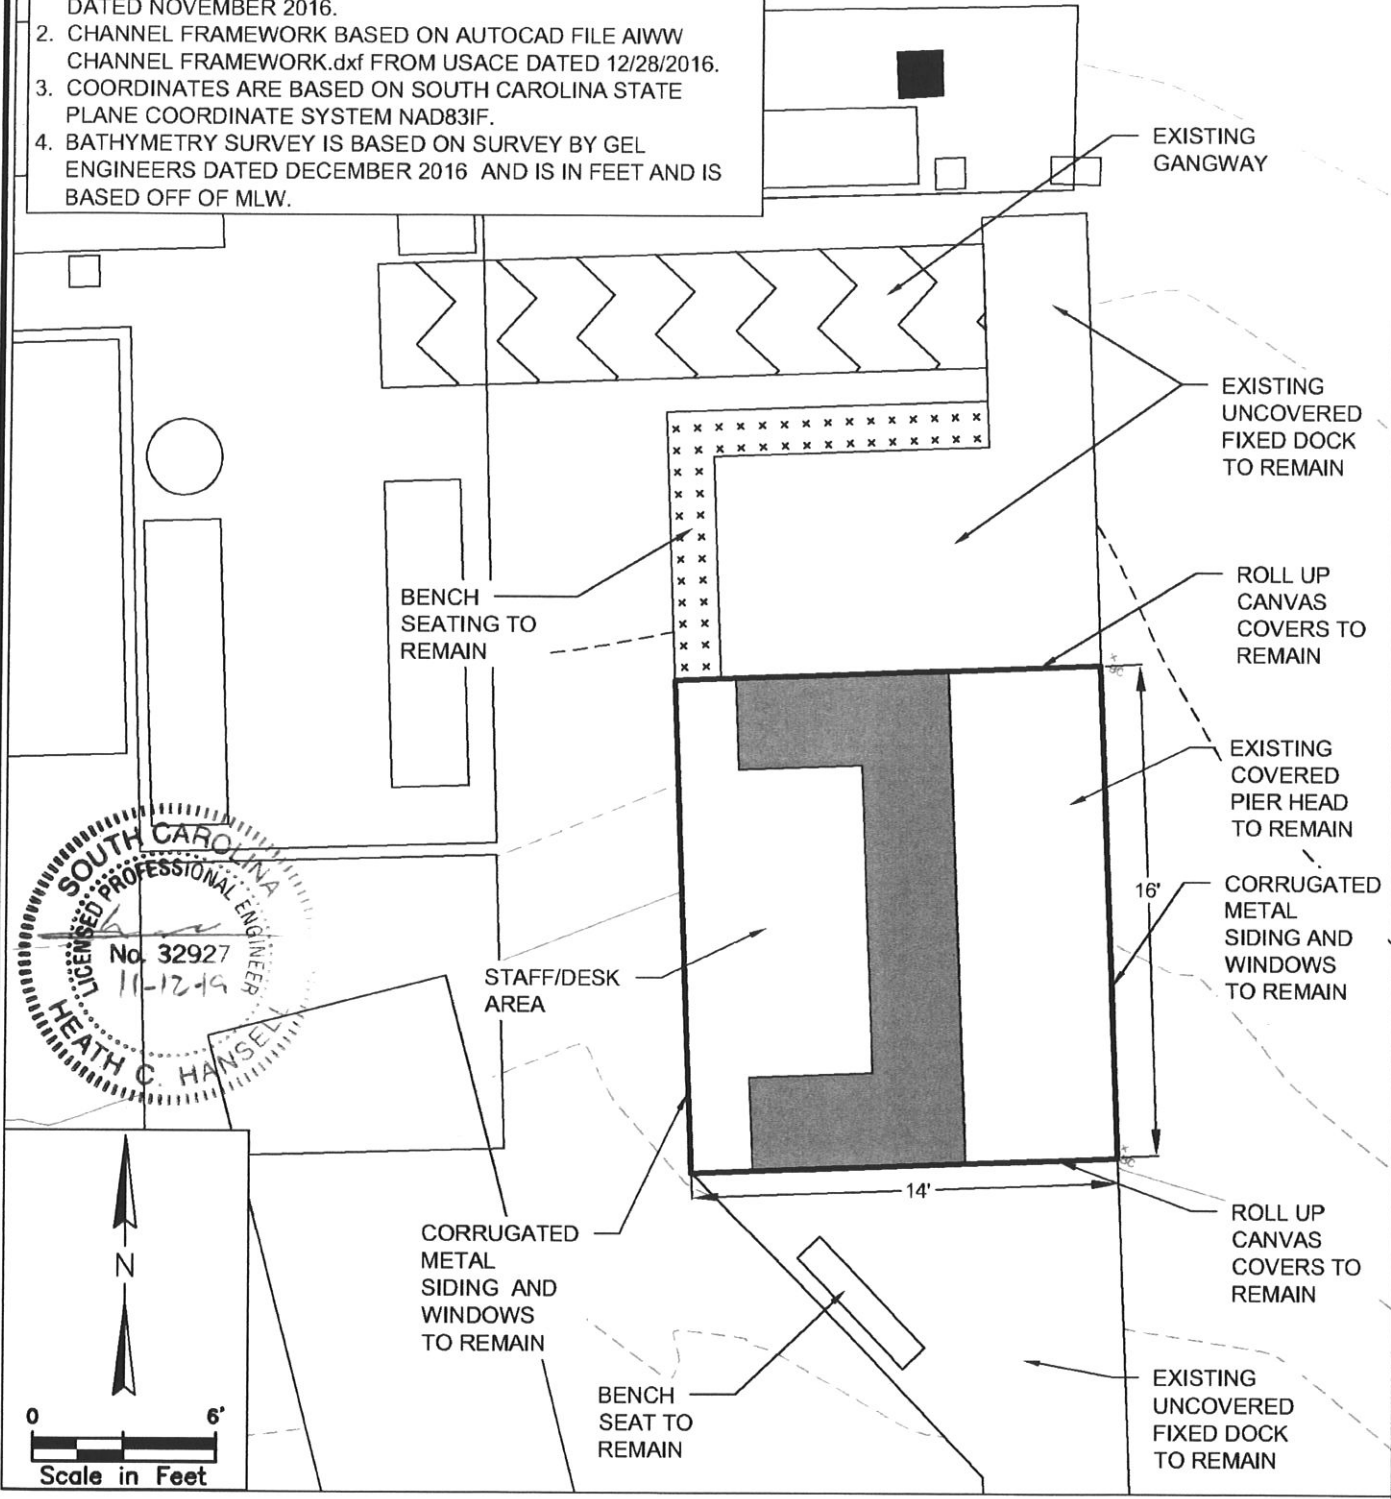 DATED NOVEMBER 2016.
2. CHANNEL FRAMEWORK BASED ON AUTOCAD FILE AIWW
CHANNEL FRAMEWORK.dxf FROM USACE DATED 12/28/2016.
3. COORDINATES ARE BASED ON SOUTH CAROLINA STATE
PLANE COORDINATE SYSTEM NAD83IF.
4. BATHYMETRY SURVEY IS BASED ON SURVEY BY GEL
ENGINEERS DATED DECEMBER 2016 AND IS IN FEET AND IS
BASED OFF OF MLW.
EXISTING
GANGWAY
EXISTING
UNCOVERED
FIXED DOCK
TO REMAIN
BENCH
SEATING TO
REMAIN
ROLL UP
CANVAS
COVERS TO
REMAIN
EXISTING
COVERED
PIER HEAD
TO REMAIN
16'
CORRUGATED
METAL
SIDING AND
WINDOWS
TO REMAIN
STAFF/DESK
AREA
SOUTH CAROLINA
LICENSED PROFESSIONAL ENGINEER
No. 32927
11-12-19
HEATH C. HANSELL
14'
CORRUGATED
METAL
SIDING AND
WINDOWS
TO REMAIN
ROLL UP
CANVAS
COVERS TO
REMAIN
BENCH
SEAT TO
REMAIN
EXISTING
UNCOVERED
FIXED DOCK
TO REMAIN
N
0 6'
Scale in Feet